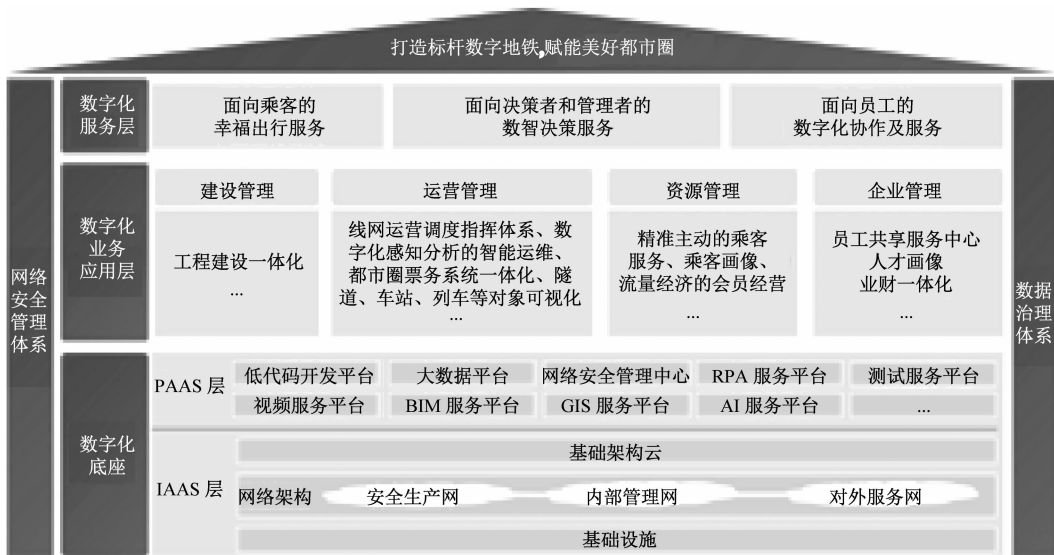 打造标杆数字地铁,赋能美好都市圈
网络
安全
管理
体系
数字化
服务层
面向乘客的
幸福出行服务
面向决策者和管理者的
数智决策服务
面向员工的
数字化协作及服务
数字化
业务
应用层
建设管理
工程建设一体化
...
运营管理
线网运营调度指挥体系、数
字化感知分析的智能运维、
都市圈票务系统一体化、隧
道、车站、列车等对象可视化
...
资源管理
精准主动的乘客
服务、乘客画像、
流量经济的会员经营
...
企业管理
员工共享服务中心
人才画像
业财一体化
...
数字化
底座
PAAS 层
低代码开发平台 大数据平台 网络安全管理中心 RPA 服务平台 测试服务平台
视频服务平台 BIM 服务平台 GIS 服务平台 AI 服务平台 ...
IAAS 层
基础架构云
网络架构 安全生产网 内部管理网 对外服务网
基础设施
数据
治理
体系